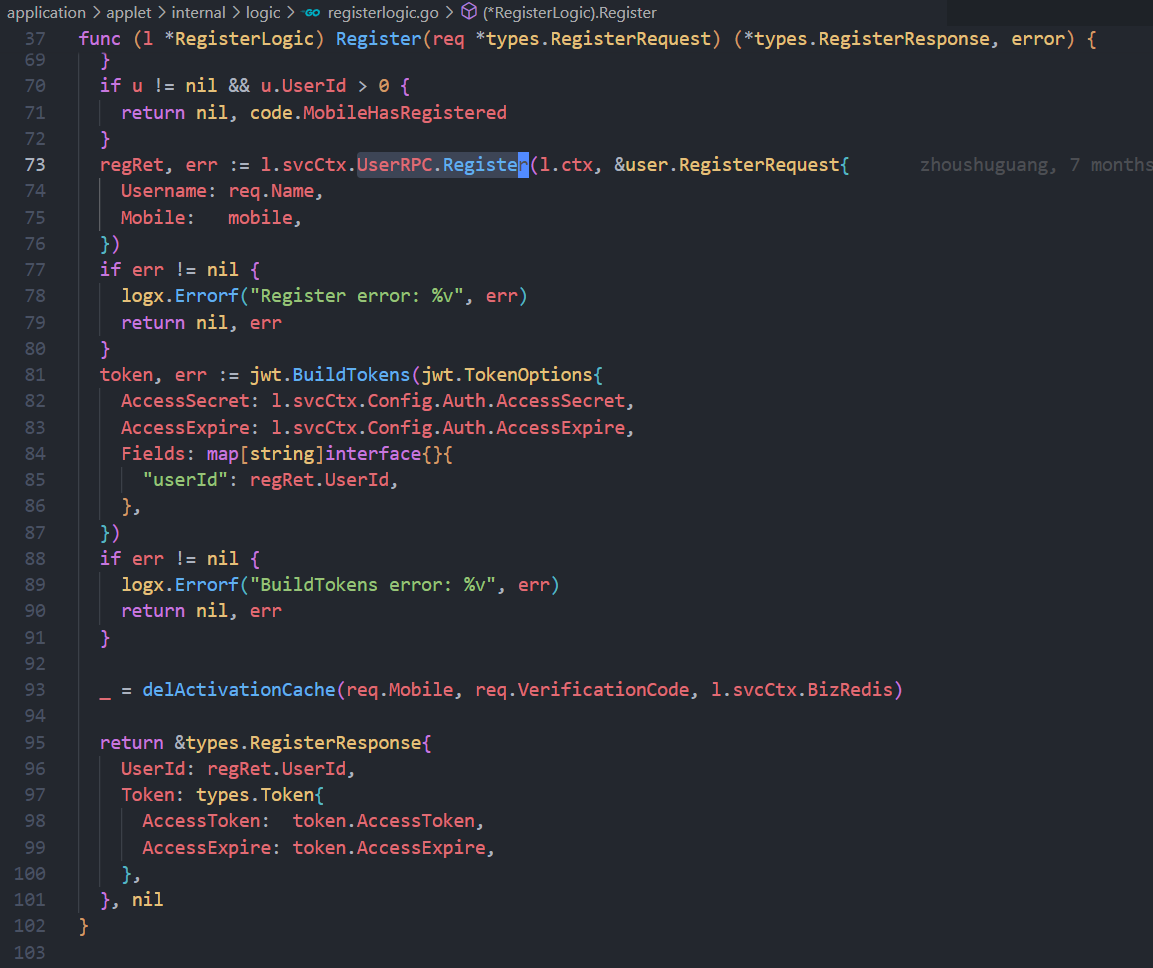 application > applet > internal > logic > GO registerlogic.go > (*RegisterLogic).Register
37 func (l *RegisterLogic) Register(req *types.RegisterRequest) (*types.RegisterResponse, error) {
69 }
70 if u != nil && u.UserId > 0 {
71 return nil, code.MobileHasRegistered
72 }
73 regRet, err := l.svcCtx.UserRPC.Register(l.ctx, &user.RegisterRequest{ zhoushuguang, 7 months
74 Username: req.Name,
75 Mobile: mobile,
76 })
77 if err != nil {
78 logx.Errorf("Register error: %v", err)
79 return nil, err
80 }
81 token, err := jwt.BuildTokens(jwt.TokenOptions{
82 AccessSecret: l.svcCtx.Config.Auth.AccessSecret,
83 AccessExpire: l.svcCtx.Config.Auth.AccessExpire,
84 Fields: map[string]interface{}{
85 "userId": regRet.UserId,
86 },
87 })
88 if err != nil {
89 logx.Errorf("BuildTokens error: %v", err)
90 return nil, err
91 }
92
93 _ = delActivationCache(req.Mobile, req.VerificationCode, l.svcCtx.BizRedis)
94
95 return &types.RegisterResponse{
96 UserId: regRet.UserId,
97 Token: types.Token{
98 AccessToken: token.AccessToken,
99 AccessExpire: token.AccessExpire,
100 },
101 }, nil
102 }
103